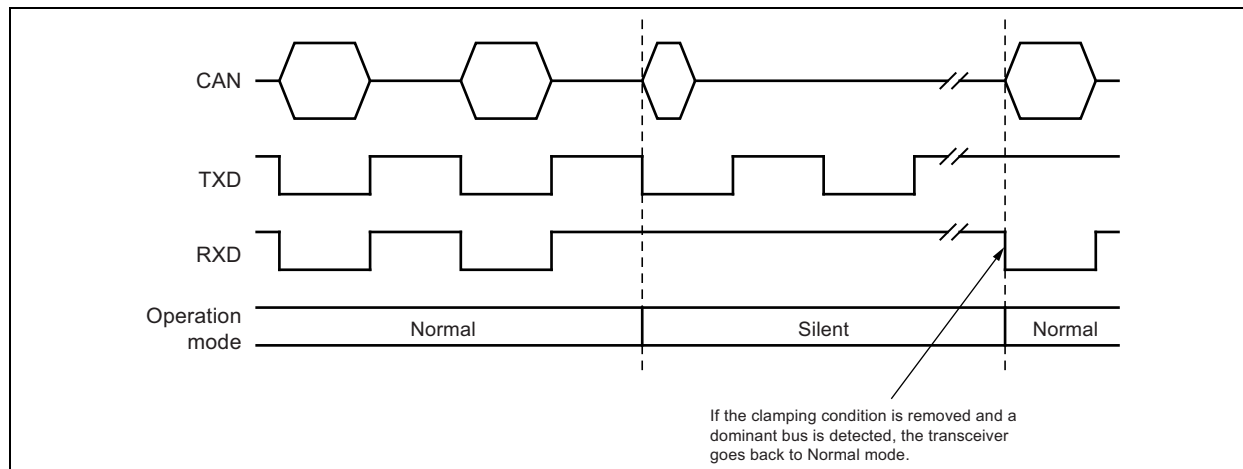 CAN
TXD
RXD
Operation
mode
Normal
Silent
Normal
If the clamping condition is removed and a
dominant bus is detected, the transceiver
goes back to Normal mode.